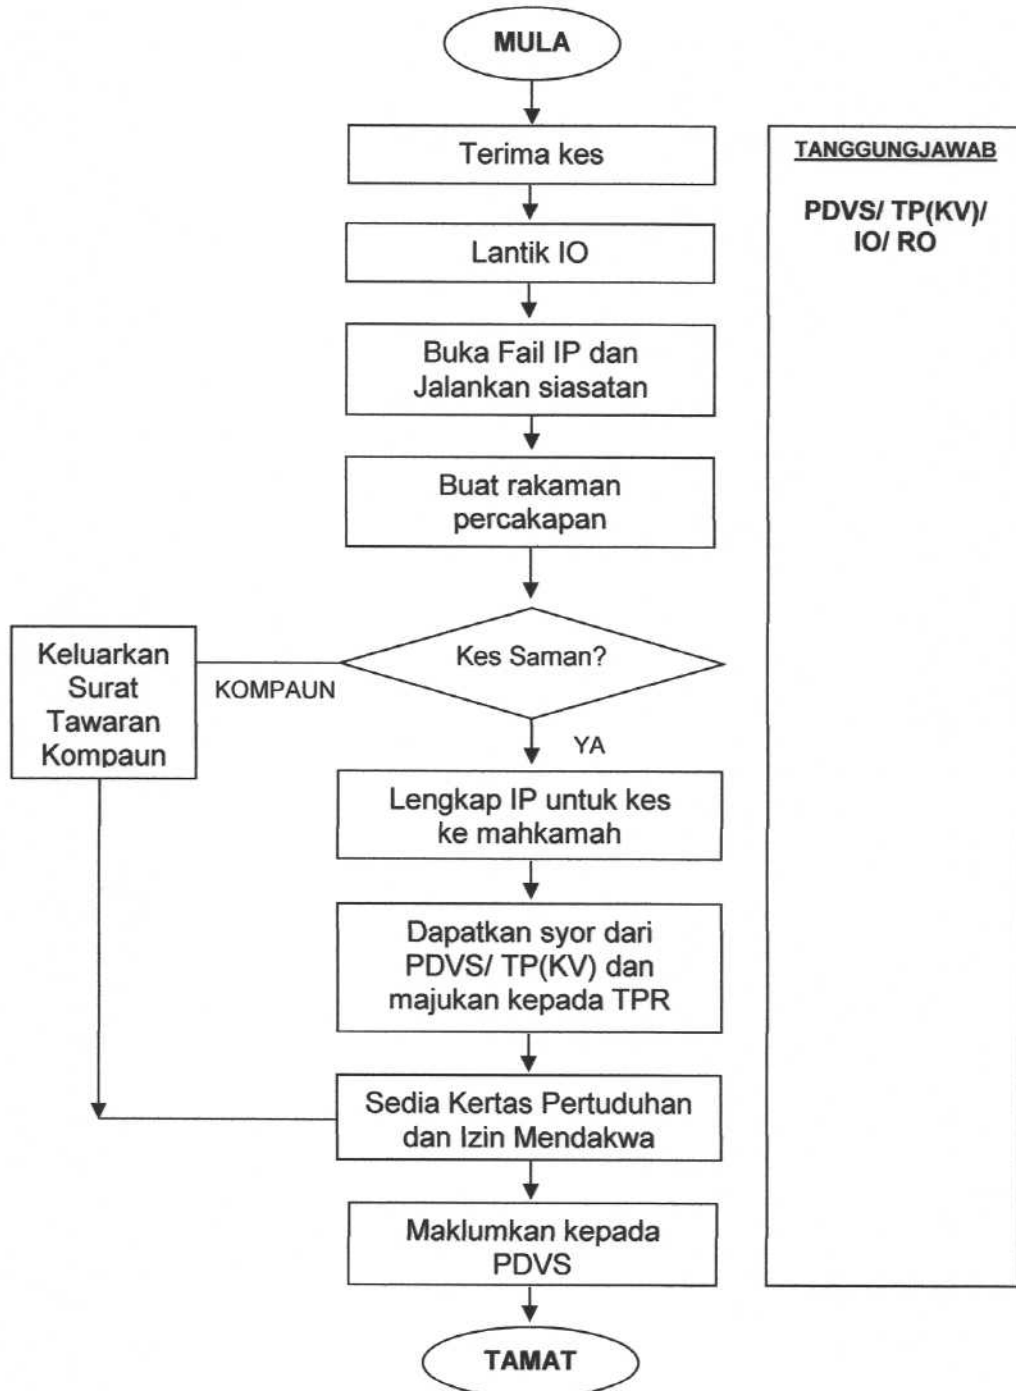 MULA
Terima kes
TANGGUNGJAWAB
PDVS/ TP(KV)/
IO/ RO
Lantik IO
Buka Fail IP dan
Jalankan siasatan
Buat rakaman
percakapan
Kes Saman?
KOMPAUN
Keluarkan
Surat
Tawaran
Kompaun
YA
Lengkap IP untuk kes
ke mahkamah
Dapatkan syor dari
PDVS/ TP(KV) dan
majukan kepada TPR
Sedia Kertas Pertuduhan
dan Izin Mendakwa
Maklumkan kepada
PDVS
TAMAT